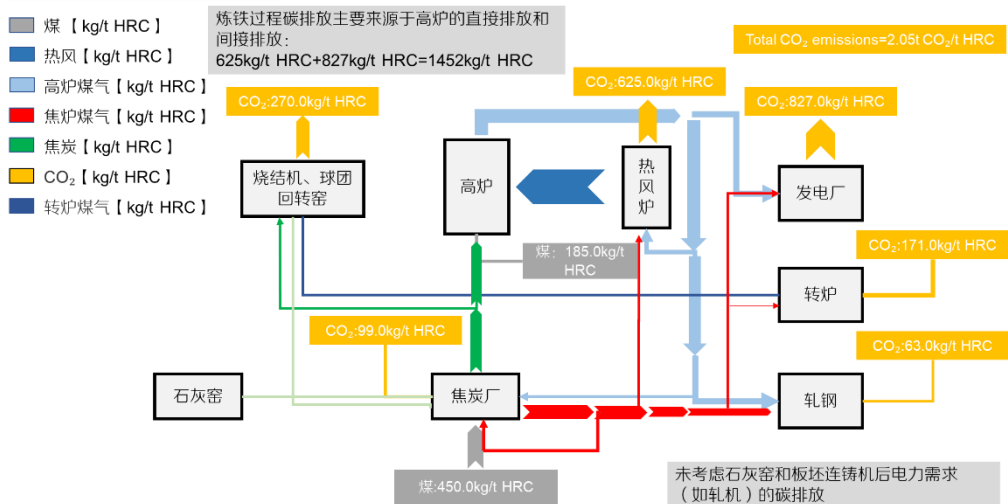 煤【kg/t HRC】
热风【kg/t HRC】
高炉煤气【kg/t HRC】
焦炉煤气【kg/t HRC】
焦炭【kg/t HRC】
CO₂【kg/t HRC】
转炉煤气【kg/t HRC】
炼铁过程碳排放主要来源于高炉的直接排放和
间接排放：
625kg/t HRC+827kg/t HRC=1452kg/t HRC
Total CO₂ emissions=2.05t CO₂/t HRC
CO₂:270.0kg/t HRC
CO₂:625.0kg/t HRC
CO₂:827.0kg/t HRC
烧结机、球团
回转窑
高炉
热
风
炉
发电厂
煤：185.0kg/t
HRC
CO₂:171.0kg/t HRC
转炉
CO₂:99.0kg/t HRC
CO₂:63.0kg/t HRC
石灰窑
焦炭厂
轧钢
煤:450.0kg/t HRC
未考虑石灰窑和板坯连铸机后电力需求
（如轧机）的碳排放